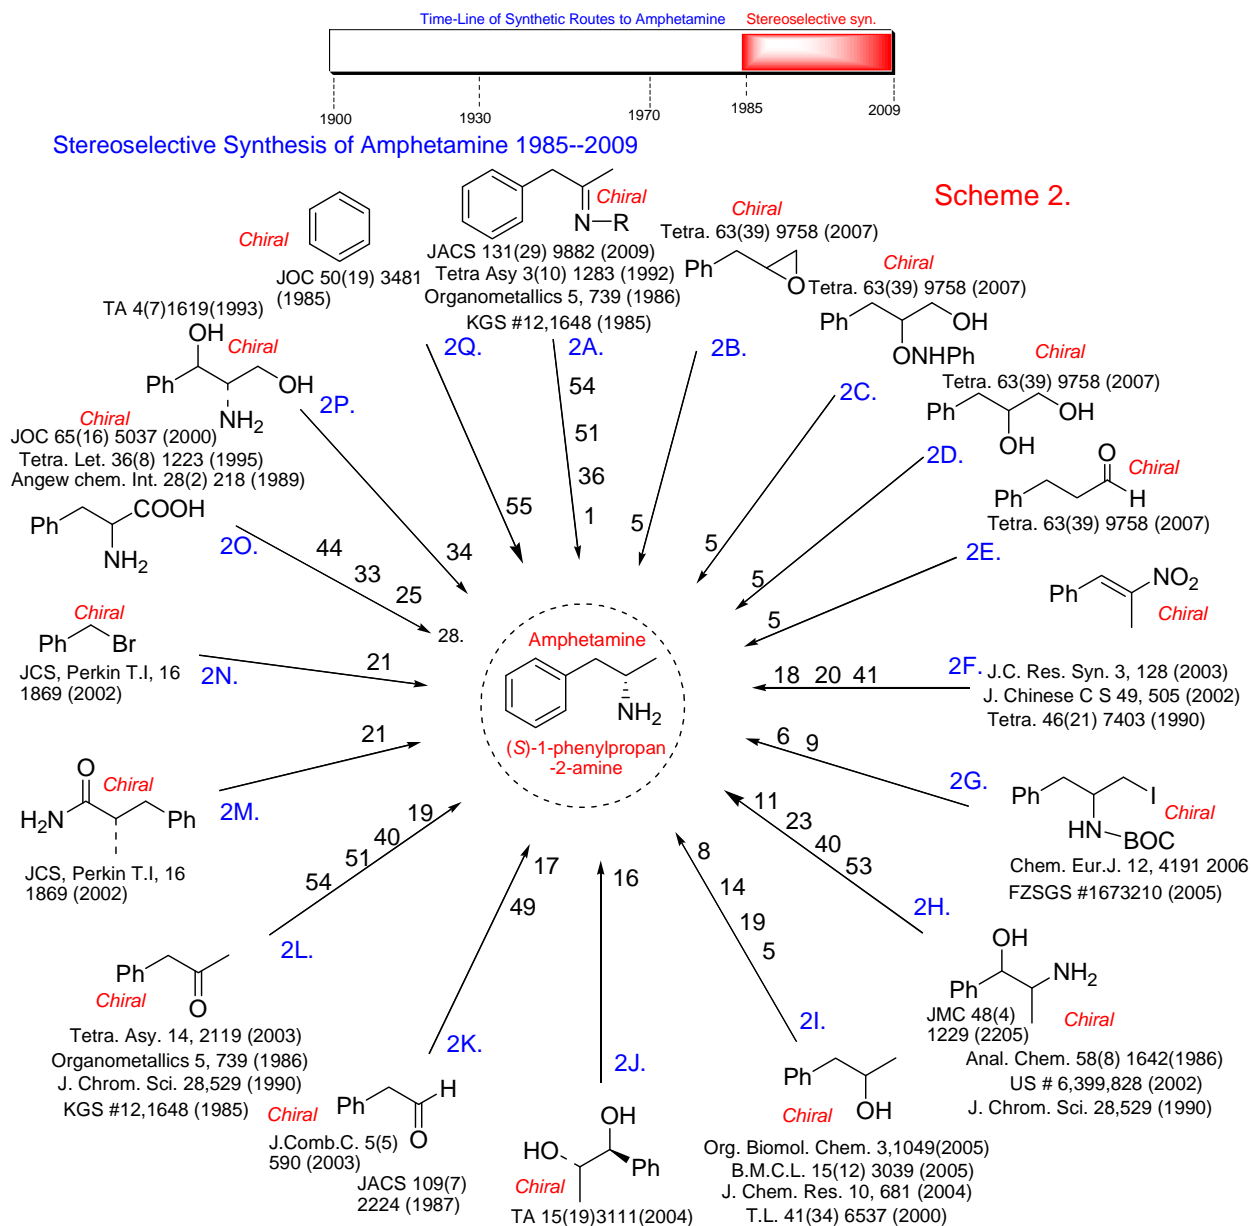 Time-Line of Synthetic Routes to Amphetamine
Stereoselective syn.
1900
1930
1970
1985
2009
Stereoselective Synthesis of Amphetamine 1985--2009
Scheme 2.
Chiral
N
R
JACS 131(29) 9882 (2009)
Tetra Asy 3(10) 1283 (1992)
Organometallics 5, 739 (1986)
KGS #12,1648 (1985)
2A.
54
51
36
1
Chiral
Tetra. 63(39) 9758 (2007)
Ph
O
2B.
5
Chiral
Tetra. 63(39) 9758 (2007)
Ph
OH
ONHPh
2C.
5
Chiral
Tetra. 63(39) 9758 (2007)
Ph
OH
OH
2D.
5
O
Chiral
Ph
H
Tetra. 63(39) 9758 (2007)
2E.
5
Ph
NO2
Chiral
2F.
J.C. Res. Syn. 3, 128 (2003)
J. Chinese C S 49, 505 (2002)
Tetra. 46(21) 7403 (1990)
18 20 41
6 9
2G.
Ph
I
Chiral
HN
BOC
Chem. Eur.J. 12, 4191 2006
FZSGS #1673210 (2005)
11
23
40
53
2H.
OH
Ph
NH2
Chiral
JMC 48(4)
1229 (2205)
Anal. Chem. 58(8) 1642(1986)
US # 6,399,828 (2002)
J. Chrom. Sci. 28,529 (1990)
8
14
19
5
2I.
Ph
OH
Chiral
Org. Biomol. Chem. 3,1049(2005)
B.M.C.L. 15(12) 3039 (2005)
J. Chem. Res. 10, 681 (2004)
T.L. 41(34) 6537 (2000)
16
2J.
OH
HO
Ph
Chiral
TA 15(19)3111(2004)
17
49
2K.
Ph
H
O
Chiral
J.Comb.C. 5(5)
590 (2003)
JACS 109(7)
2224 (1987)
19
40
51
54
2L.
Ph
O
Chiral
Tetra. Asy. 14, 2119 (2003)
Organometallics 5, 739 (1986)
J. Chrom. Sci. 28,529 (1990)
KGS #12,1648 (1985)
21
2M.
O
Chiral
H2N
Ph
JCS, Perkin T.I, 16
1869 (2002)
21
2N.
Chiral
Ph
Br
JCS, Perkin T.I, 16
1869 (2002)
44
33
25
28.
2O.
Chiral
JOC 65(16) 5037 (2000)
Tetra. Let. 36(8) 1223 (1995)
Angew chem. Int. 28(2) 218 (1989)
Ph
COOH
NH2
34
2P.
TA 4(7)1619(1993)
OH
Chiral
Ph
OH
NH2
55
2Q.
Chiral
JOC 50(19) 3481
(1985)
Amphetamine
NH2
(S)-1-phenylpropan
-2-amine